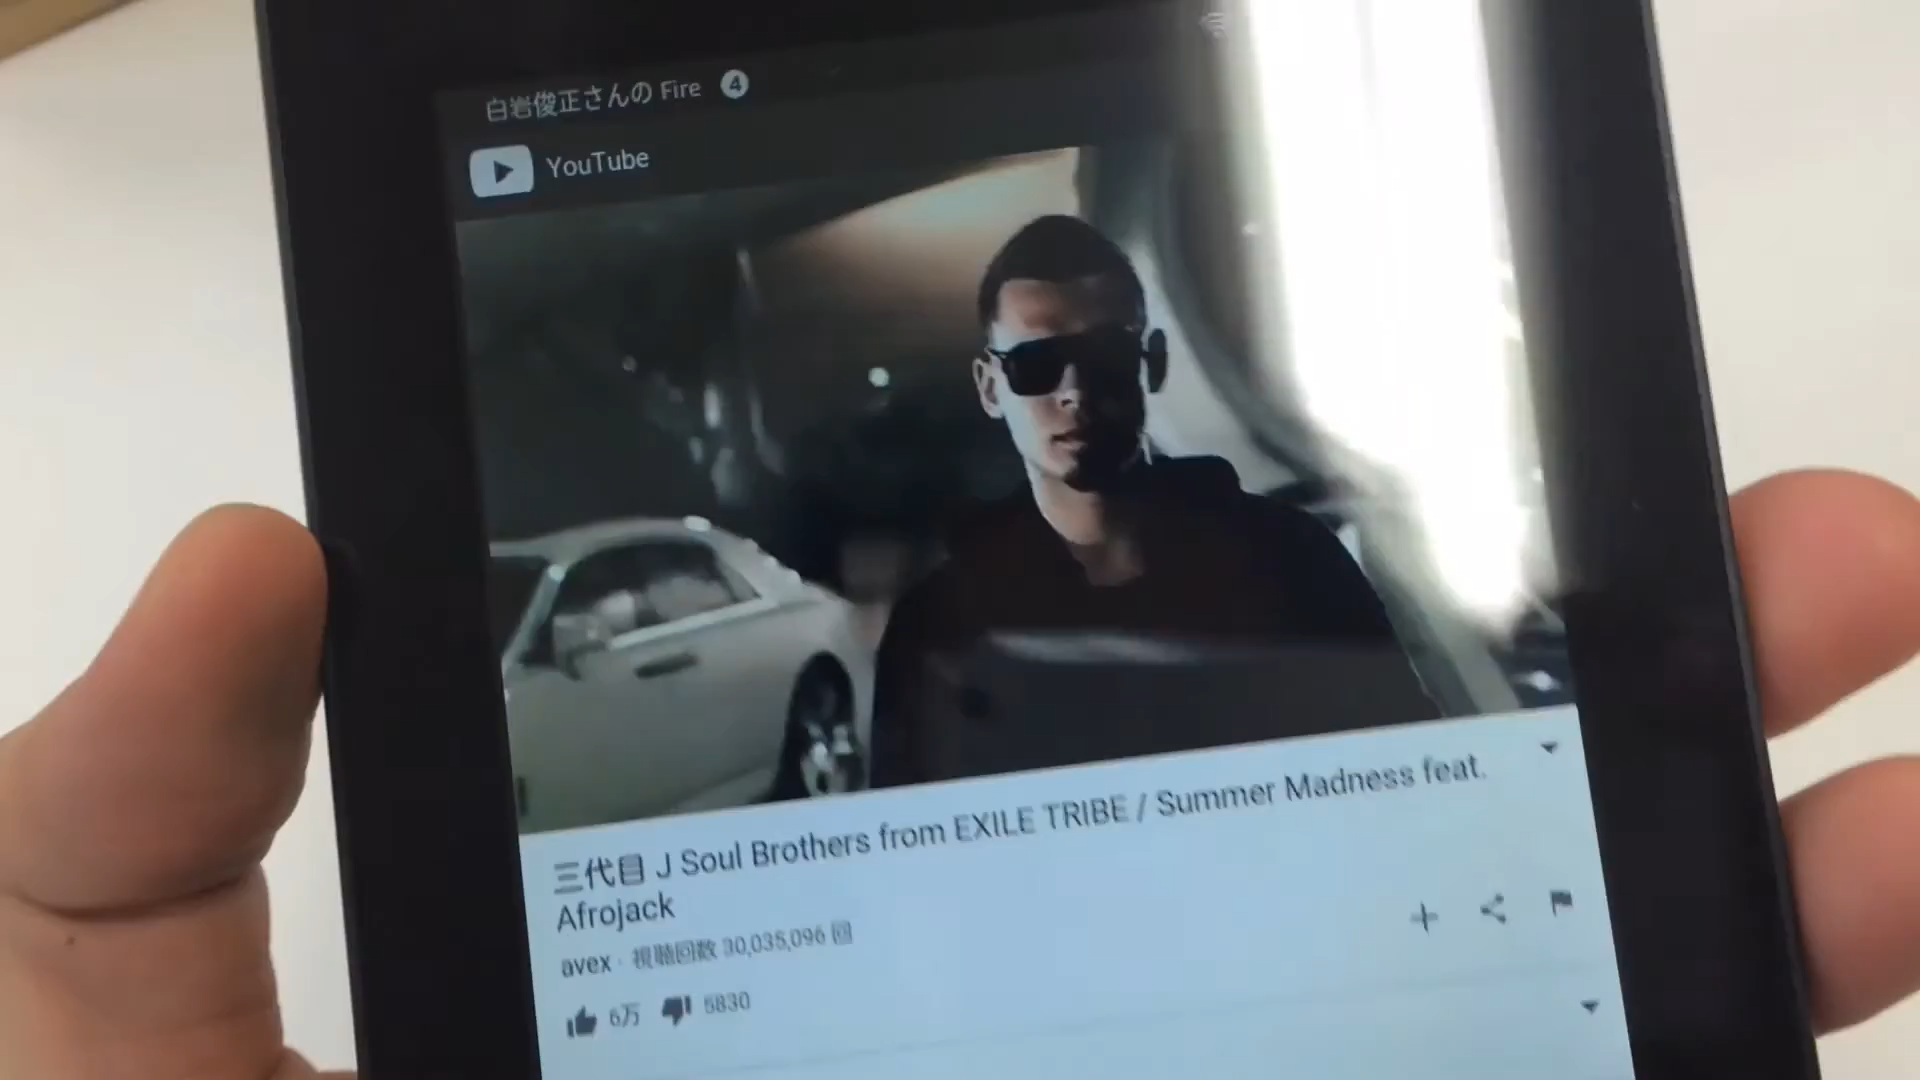 白岩俊正さんの Fire 4
YouTube
三代目 J Soul Brothers from EXILE TRIBE / Summer Madness feat.
Afrojack
avex · 視聴回数 30,035,096 回
6万 5830